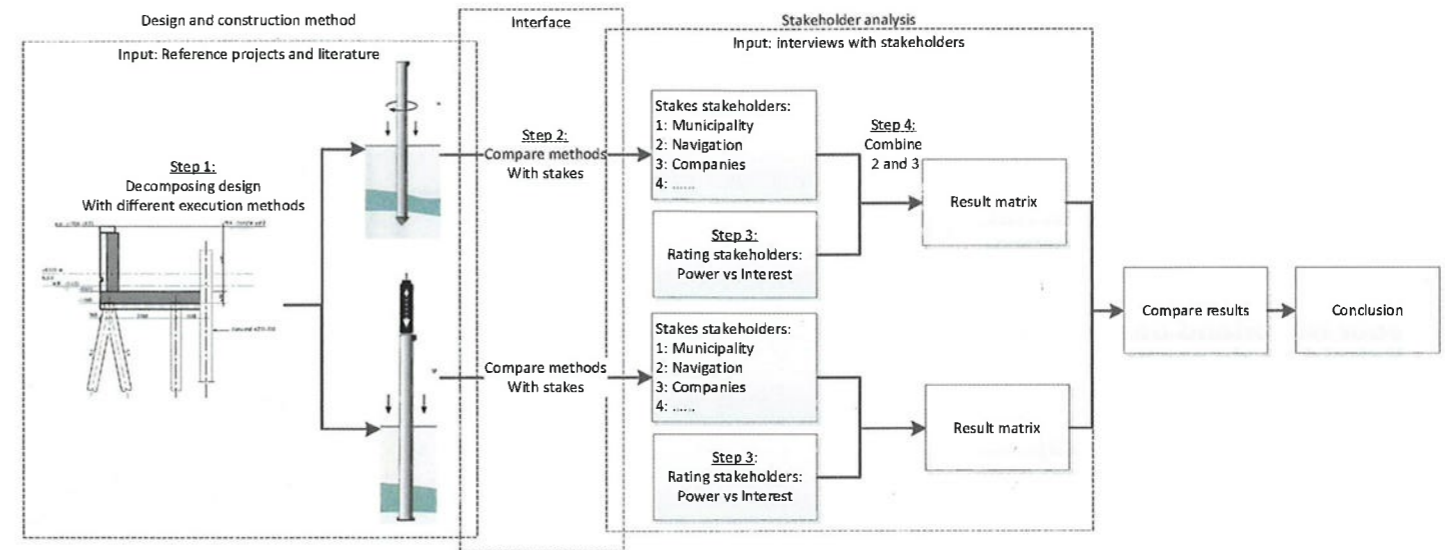 Design and construction method
Input: Reference projects and literature
Step 1:
Decomposing design
With different execution methods
Interface
Step 2:
Compare methods
With stakes
Compare methods
With stakes
Stakeholder analysis
Input: interviews with stakeholders
Stakes stakeholders:
1: Municipality
2: Navigation
3: Companies
4: ......
Step 3:
Rating stakeholders:
Power vs Interest
Step 4:
Combine
2 and 3
Result matrix
Stakes stakeholders:
1: Municipality
2: Navigation
3: Companies
4: ......
Step 3:
Rating stakeholders:
Power vs Interest
Result matrix
Compare results
Conclusion